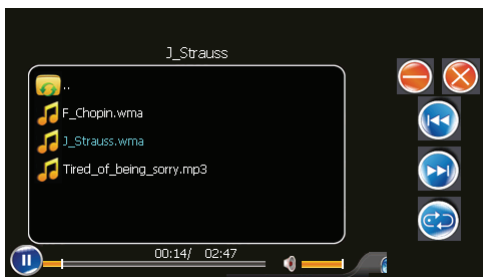 J_Strauss
..
F_Chopin.wma
J_Strauss.wma
Tired_of_being_sorry.mp3
00:14/ 02:47